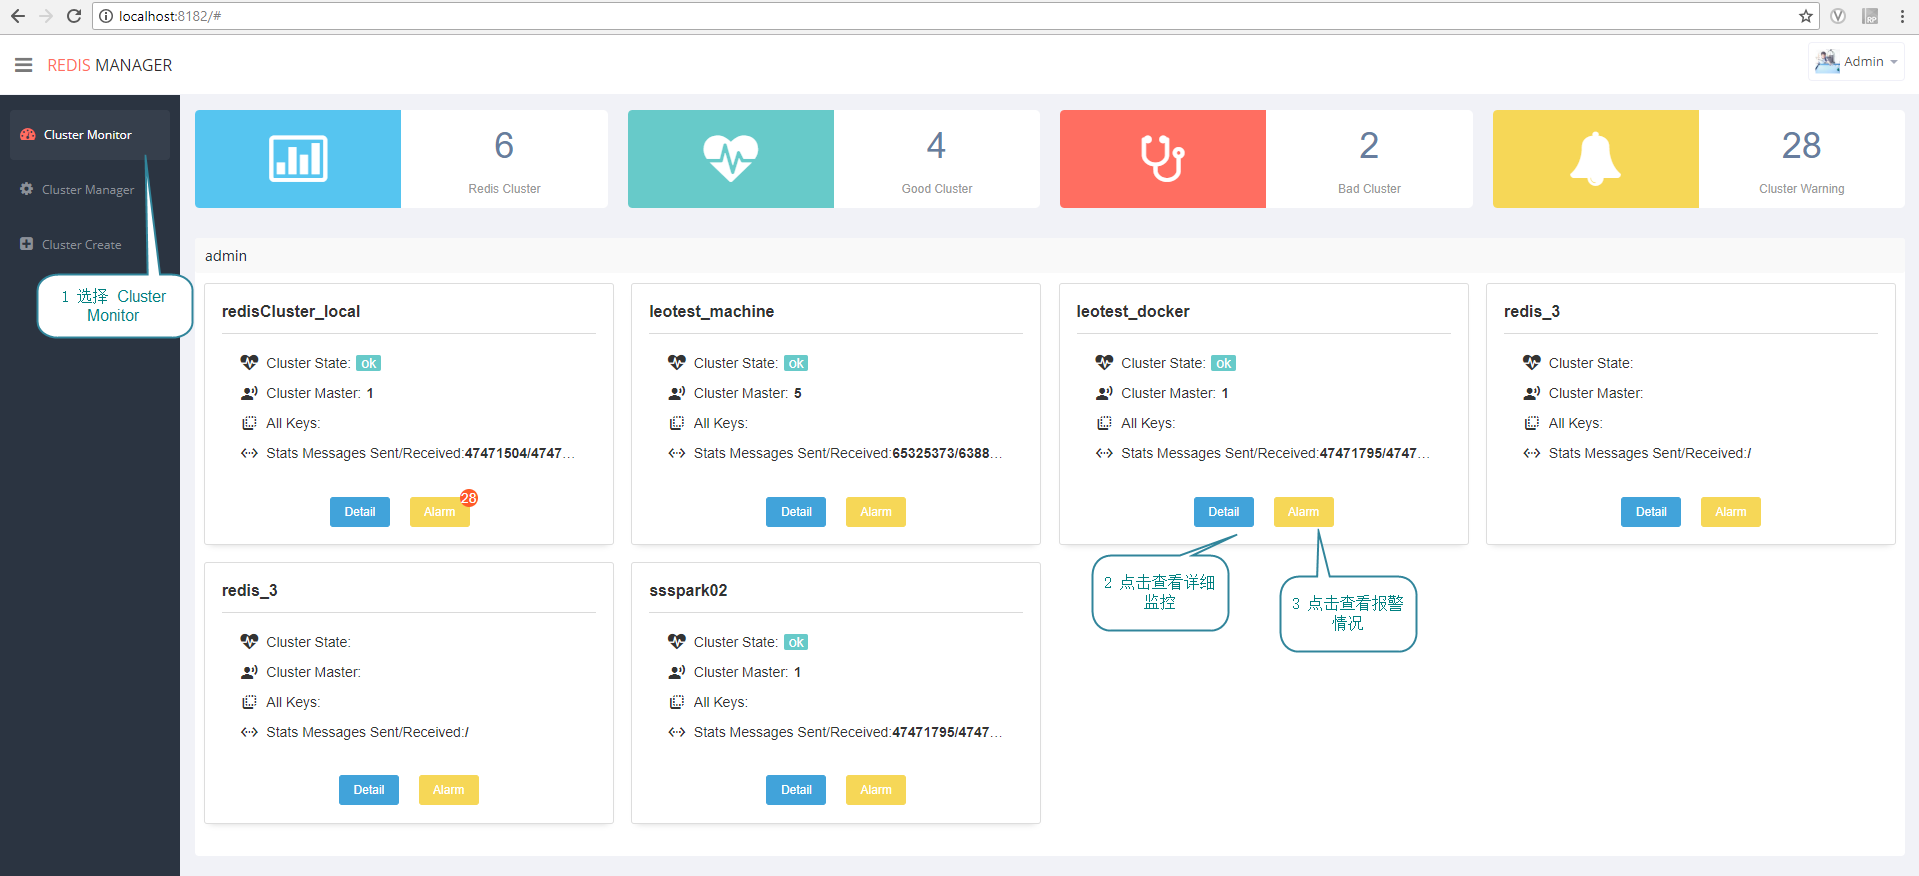 localhost:8182/#
REDIS MANAGER
Admin
Cluster Monitor
Cluster Manager
Cluster Create
1 选择 Cluster
Monitor
6
Redis Cluster
4
Good Cluster
2
Bad Cluster
28
Cluster Warning
admin
redisCluster_local
Cluster State: ok
Cluster Master: 1
All Keys:
Stats Messages Sent/Received:47471504/4747...
Detail
Alarm
28
leotest_machine
Cluster State: ok
Cluster Master: 5
All Keys:
Stats Messages Sent/Received:65325373/6388...
Detail
Alarm
leotest_docker
Cluster State: ok
Cluster Master: 1
All Keys:
Stats Messages Sent/Received:47471795/4747...
Detail
Alarm
redis_3
Cluster State:
Cluster Master:
All Keys:
Stats Messages Sent/Received:/
Detail
Alarm
2 点击查看详细
监控
3 点击查看报警
情况
redis_3
Cluster State:
Cluster Master:
All Keys:
Stats Messages Sent/Received:/
Detail
Alarm
ssspark02
Cluster State: ok
Cluster Master: 1
All Keys:
Stats Messages Sent/Received:47471795/4747...
Detail
Alarm